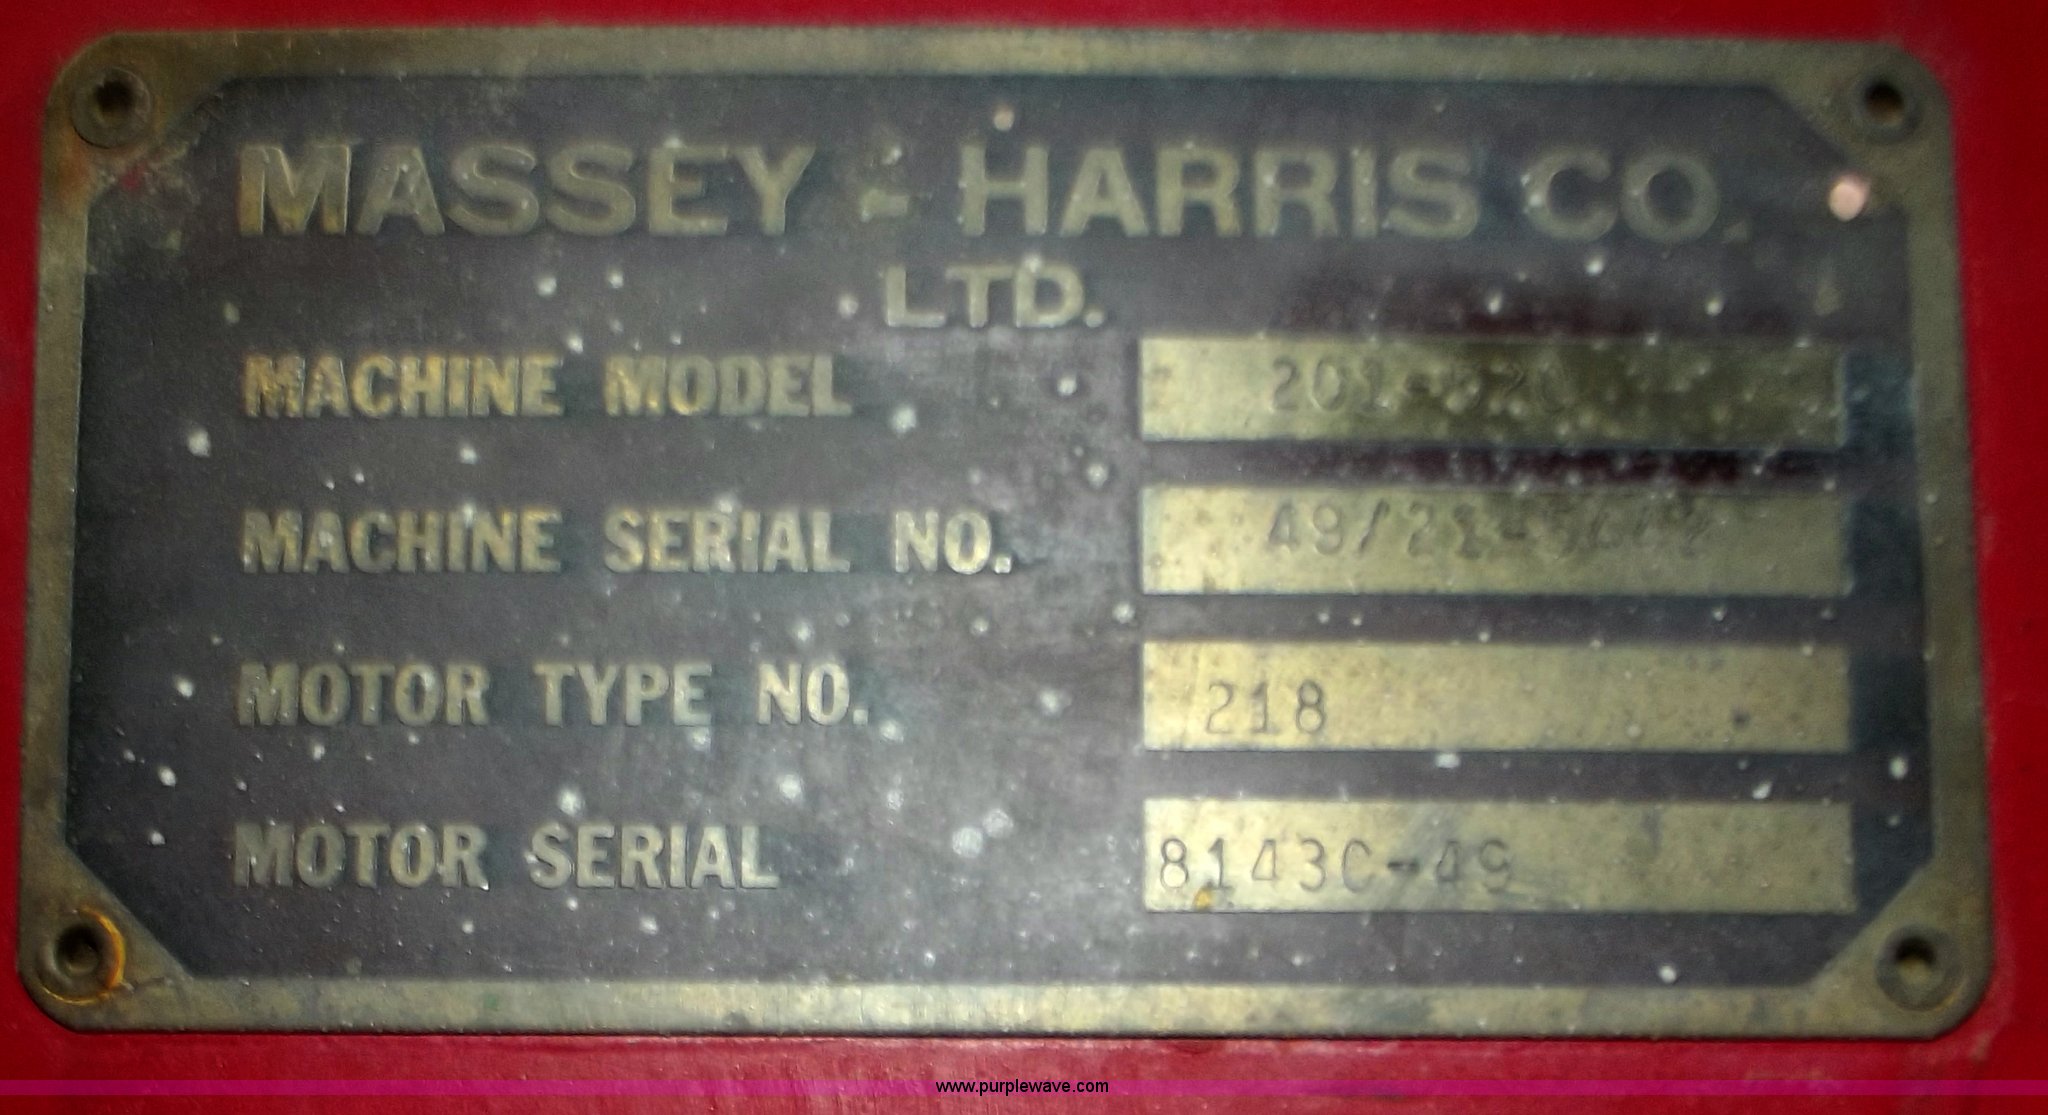 MASSEY - HARRIS CO.
LTD.
MACHINE MODEL
MACHINE SERIAL NO.
MOTOR TYPE NO. 218
MOTOR SERIAL 8143C-49
www.purplewave.com